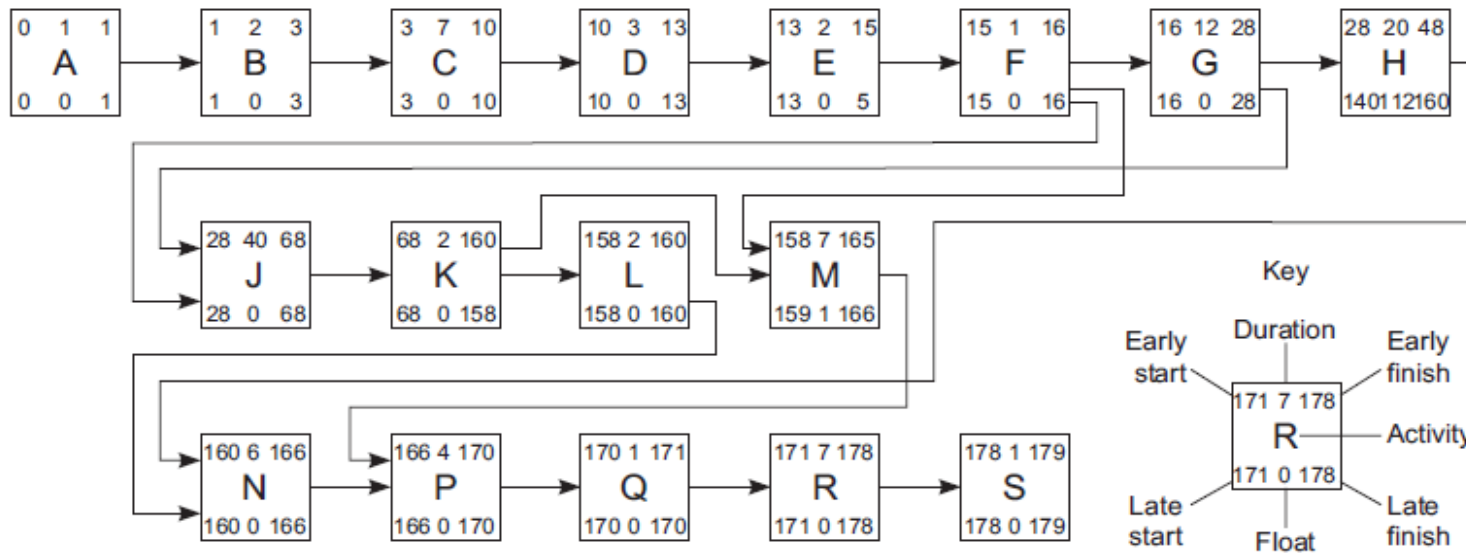 0 1 1
A
0 0 1
1 2 3
B
1 0 3
3 7 10
C
3 0 10
10 3 13
D
10 0 13
13 2 15
E
13 0 5
15 1 16
F
15 0 16
16 12 28
G
16 0 28
28 20 48
H
140 112 160
28 40 68
J
28 0 68
68 2 160
K
68 0 158
158 2 160
L
158 0 160
158 7 165
M
159 1 166
160 6 166
N
160 0 166
166 4 170
P
166 0 170
170 1 171
Q
170 0 170
171 7 178
R
171 0 178
178 1 179
S
178 0 179
Key
Duration
Early
start
Early
finish
171 7 178
R
Activity
171 0 178
Late
start
Float
Late
finish